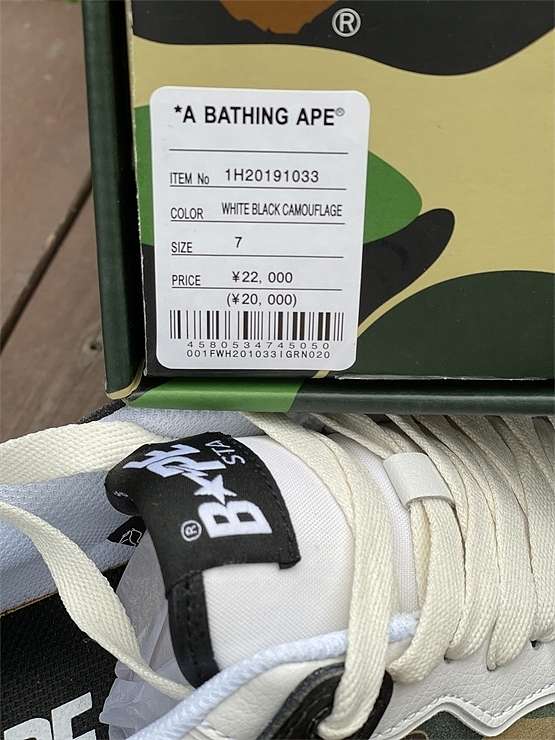 ®
★A BATHING APE®
ITEM No 1H20191033
COLOR WHITE BLACK CAMOUFLAGE
SIZE 7
PRICE ¥22, 000
(¥20, 000)
4580534745050
001FWH201033IGRN020
B★PE
STA
®